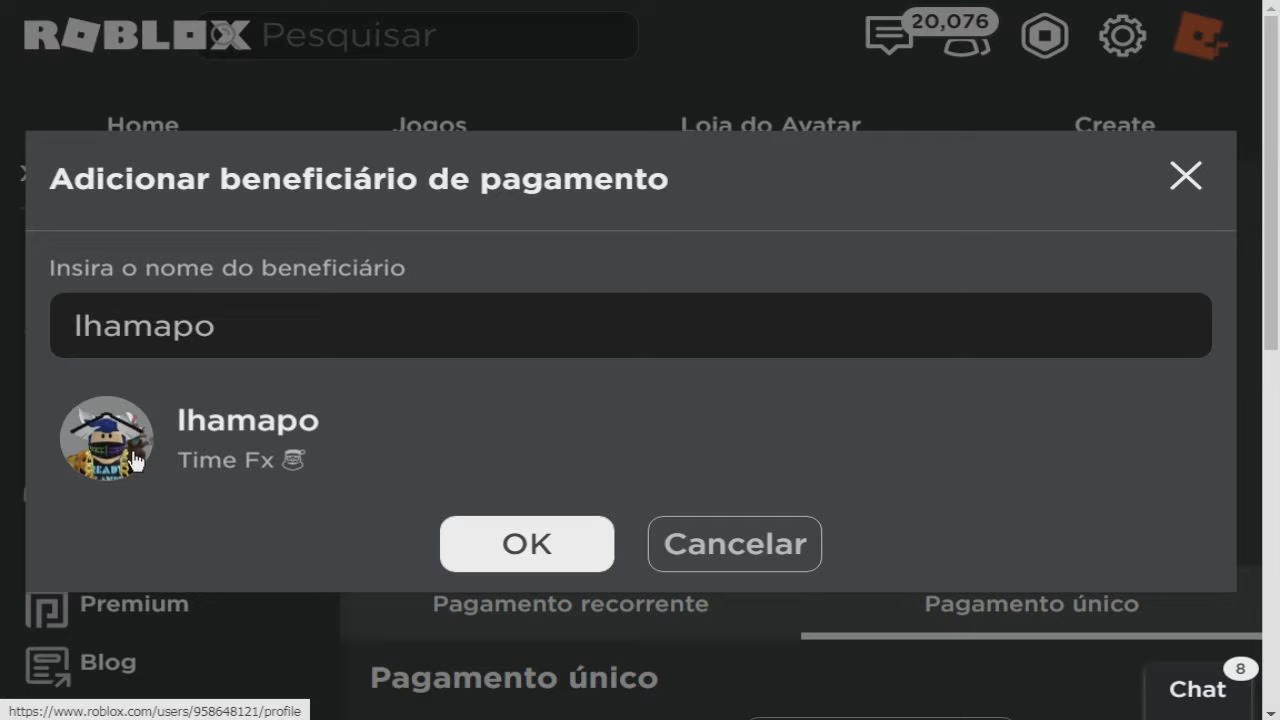 ROBLOX
Pesquisar
20,076
Home
Jogos
Loja do Avatar
Create
Adicionar beneficiário de pagamento
Insira o nome do beneficiário
lhamapo
lhamapo
Time Fx
OK
Cancelar
Premium
Pagamento recorrente
Pagamento único
Blog
Pagamento único
8
Chat
https://www.roblox.com/users/958648121/profile